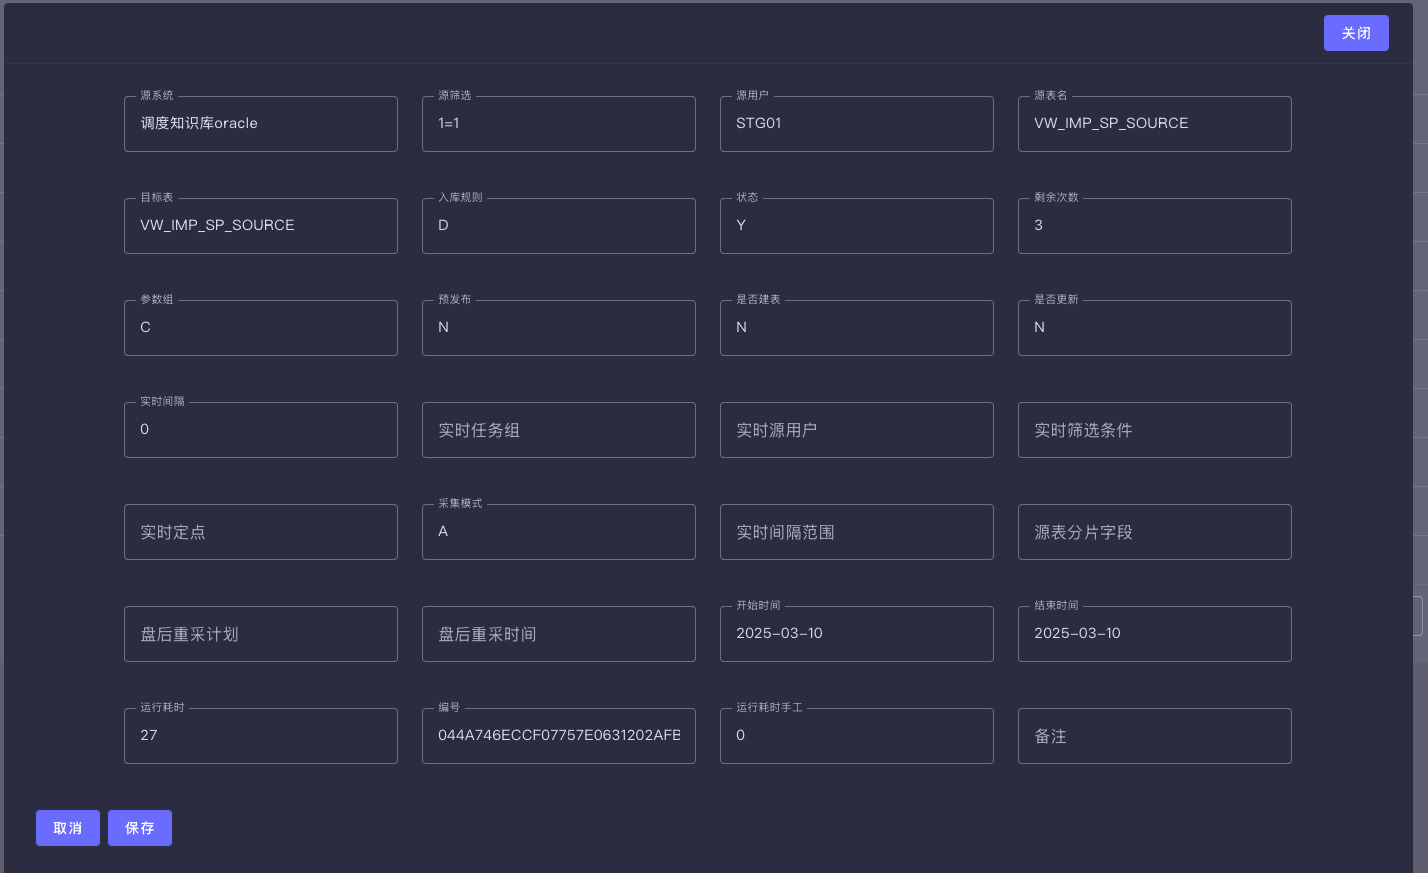 关闭
源系统
调度知识库oracle
源筛选
1=1
源用户
STG01
源表名
VW_IMP_SP_SOURCE
目标表
VW_IMP_SP_SOURCE
入库规则
D
状态
Y
剩余次数
3
参数组
C
预发布
N
是否建表
N
是否更新
N
实时间隔
0
实时任务组
实时源用户
实时筛选条件
实时定点
采集模式
A
实时间隔范围
源表分片字段
盘后重采计划
盘后重采时间
开始时间
2025-03-10
结束时间
2025-03-10
运行耗时
27
编号
044A746ECCF07757E0631202AFB
运行耗时手工
0
备注
取消
保存